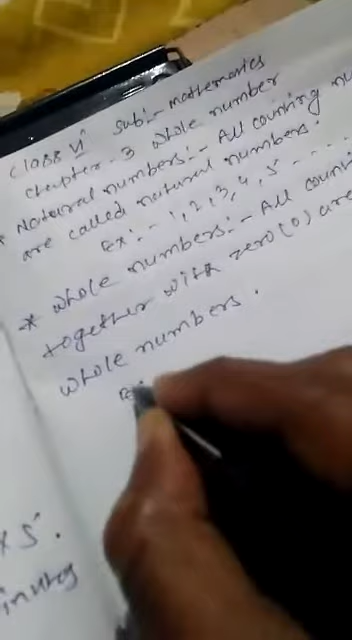 Class VI Sub:- mathematics
Chapter - 3 whole number
* Natural numbers:- All counting nu
are called natural numbers.
Ex:- 1, 2, 3, 4, 5 - - - -
* Whole numbers:- All counti
together with zero (0) are
whole numbers.
E
x 5.